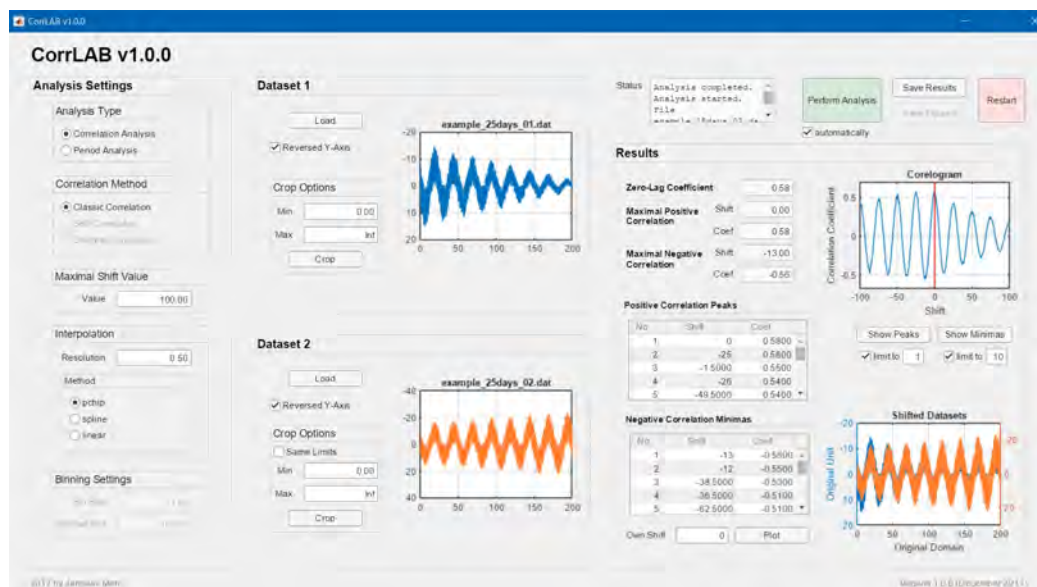 CorrLAB v1.0.0
CorrLAB v1.0.0
Analysis Settings
Analysis Type
Correlation Analysis
Period Analysis
Correlation Method
Classic Correlation
Maximal Shift Value
Value 100.00
Interpolation
Resolution 0.50
Method
pchip
spline
linear
Binning Settings
Dataset 1
Load
Reversed Y-Axis
Crop Options
Min 0.00
Max Inf
Crop
example_25days_01.dat
-20
-10
0
10
20
0 50 100 150 200
Dataset 2
Load
Reversed Y-Axis
Crop Options
Same Limits
Min 0.00
Max Inf
Crop
example_25days_02.dat
-40
-20
0
20
40
0 50 100 150 200
Status
Analysis completed.
Analysis started.
File
Perform Analysis
automatically
Save Results
Restart
Results
Zero-Lag Coefficient 0.58
Maximal Positive Correlation Shift 0.00
Coef 0.58
Maximal Negative Correlation Shift -13.00
Coef
Positive Correlation Peaks
No Shift Coef
1 0 0.5800
2 -25 0.5800
3 -1.5000 0.5500
4 -26 0.5400
5 -49.5000 0.5400
Negative Correlation Minimas
No Shift Coef
1 -13
2 -12 -0.5500
3 -38.5000 -0.5300
4 -36.5000 -0.5100
5 -62.5000 -0.5100
Own Shift 0 Plot
Corelogram
Correlation Coefficient
0.5
0
-0.5
-100 -50 0 50 100
Shift
Show Peaks Show Minimas
limit to 1 limit to 10
Shifted Datasets
Original Unit
-20
-10
0
10
20
-20
0
20
0 50 100 150 200
Original Domain